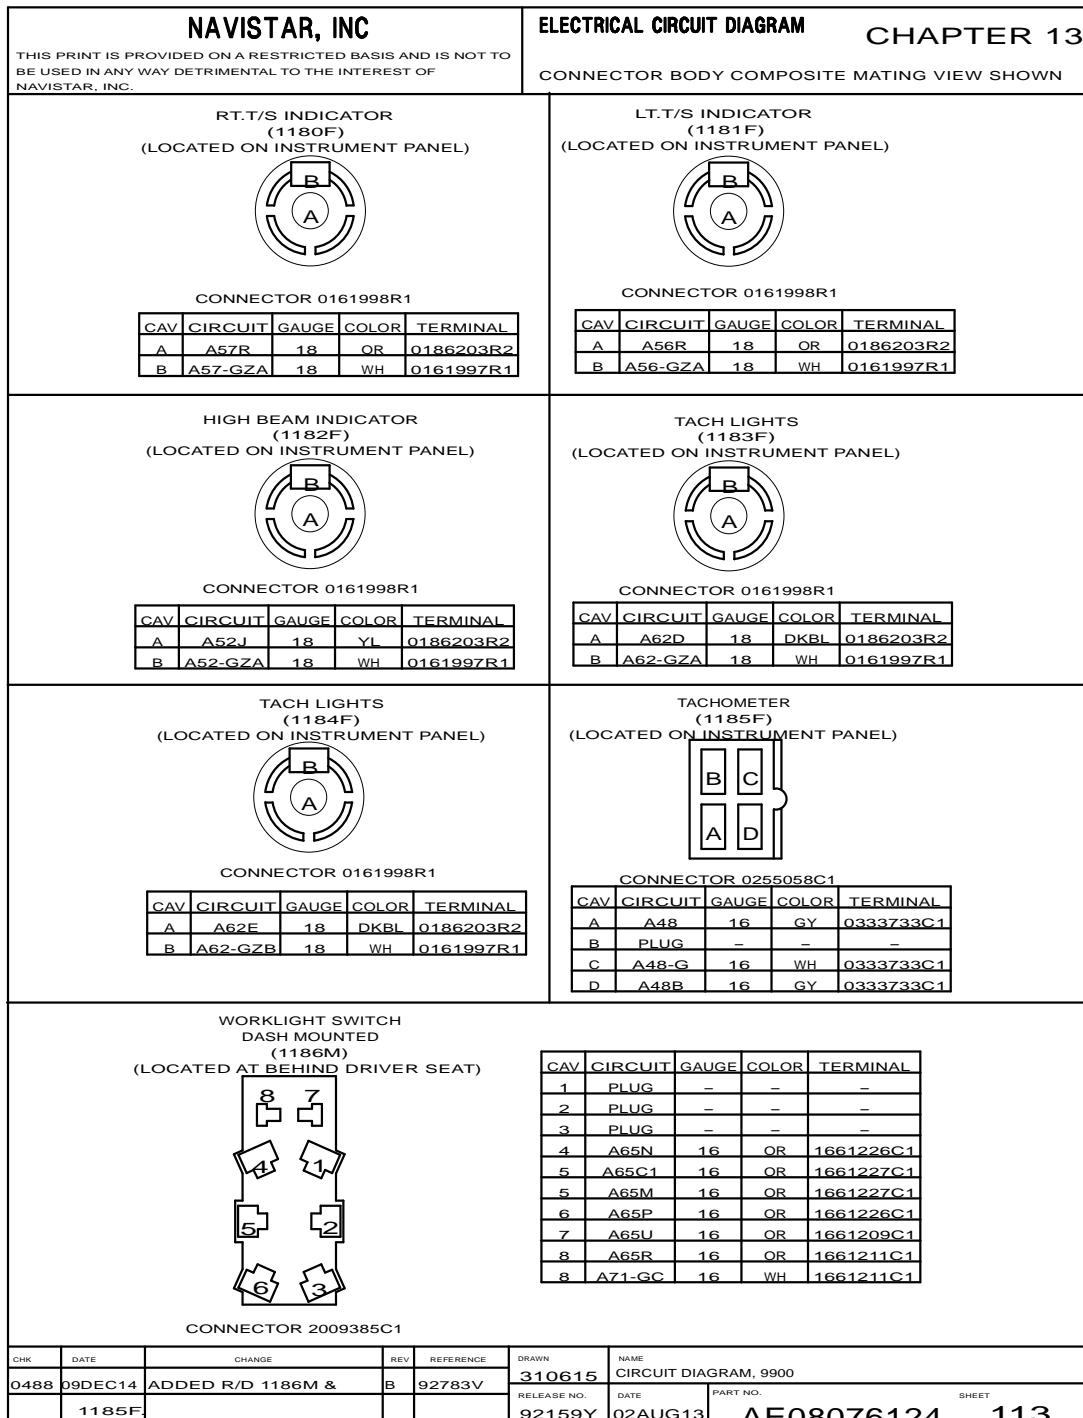 NAVISTAR, INC
THIS PRINT IS PROVIDED ON A RESTRICTED BASIS AND IS NOT TO
BE USED IN ANY WAY DETRIMENTAL TO THE INTEREST OF
NAVISTAR, INC.
ELECTRICAL CIRCUIT DIAGRAM
CHAPTER 13
CONNECTOR BODY COMPOSITE MATING VIEW SHOWN
RT.T/S INDICATOR
(1180F)
(LOCATED ON INSTRUMENT PANEL)
B
A
CONNECTOR 0161998R1
CAV CIRCUIT GAUGE COLOR TERMINAL
A A57R 18 OR 0186203R2
B A57-GZA 18 WH 0161997R1
LT.T/S INDICATOR
(1181F)
(LOCATED ON INSTRUMENT PANEL)
B
A
CONNECTOR 0161998R1
CAV CIRCUIT GAUGE COLOR TERMINAL
A A56R 18 OR 0186203R2
B A56-GZA 18 WH 0161997R1
HIGH BEAM INDICATOR
(1182F)
(LOCATED ON INSTRUMENT PANEL)
B
A
CONNECTOR 0161998R1
CAV CIRCUIT GAUGE COLOR TERMINAL
A A52J 18 YL 0186203R2
B A52-GZA 18 WH 0161997R1
TACH LIGHTS
(1183F)
(LOCATED ON INSTRUMENT PANEL)
B
A
CONNECTOR 0161998R1
CAV CIRCUIT GAUGE COLOR TERMINAL
A A62D 18 DKBL 0186203R2
B A62-GZA 18 WH 0161997R1
TACH LIGHTS
(1184F)
(LOCATED ON INSTRUMENT PANEL)
B
A
CONNECTOR 0161998R1
CAV CIRCUIT GAUGE COLOR TERMINAL
A A62E 18 DKBL 0186203R2
B A62-GZB 18 WH 0161997R1
TACHOMETER
(1185F)
(LOCATED ON INSTRUMENT PANEL)
B C
A D
CONNECTOR 0255058C1
CAV CIRCUIT GAUGE COLOR TERMINAL
A A48 16 GY 0333733C1
B PLUG – – –
C A48-G 16 WH 0333733C1
D A48B 16 GY 0333733C1
WORKLIGHT SWITCH
DASH MOUNTED
(1186M)
(LOCATED AT BEHIND DRIVER SEAT)
8 7
4 1
5 2
6 3
CONNECTOR 2009385C1
CAV CIRCUIT GAUGE COLOR TERMINAL
1 PLUG – – –
2 PLUG – – –
3 PLUG – – –
4 A65N 16 OR 1661226C1
5 A65C1 16 OR 1661227C1
5 A65M 16 OR 1661227C1
6 A65P 16 OR 1661226C1
7 A65U 16 OR 1661209C1
8 A65R 16 OR 1661211C1
8 A71-GC 16 WH 1661211C1
CHK DATE CHANGE REV REFERENCE
0488 09DEC14 ADDED R/D 1186M & B 92783V
1185F.
DRAWN
310615
NAME
CIRCUIT DIAGRAM, 9900
RELEASE NO.
92159Y
DATE
02AUG13
PART NO.
AE08076124
SHEET
113